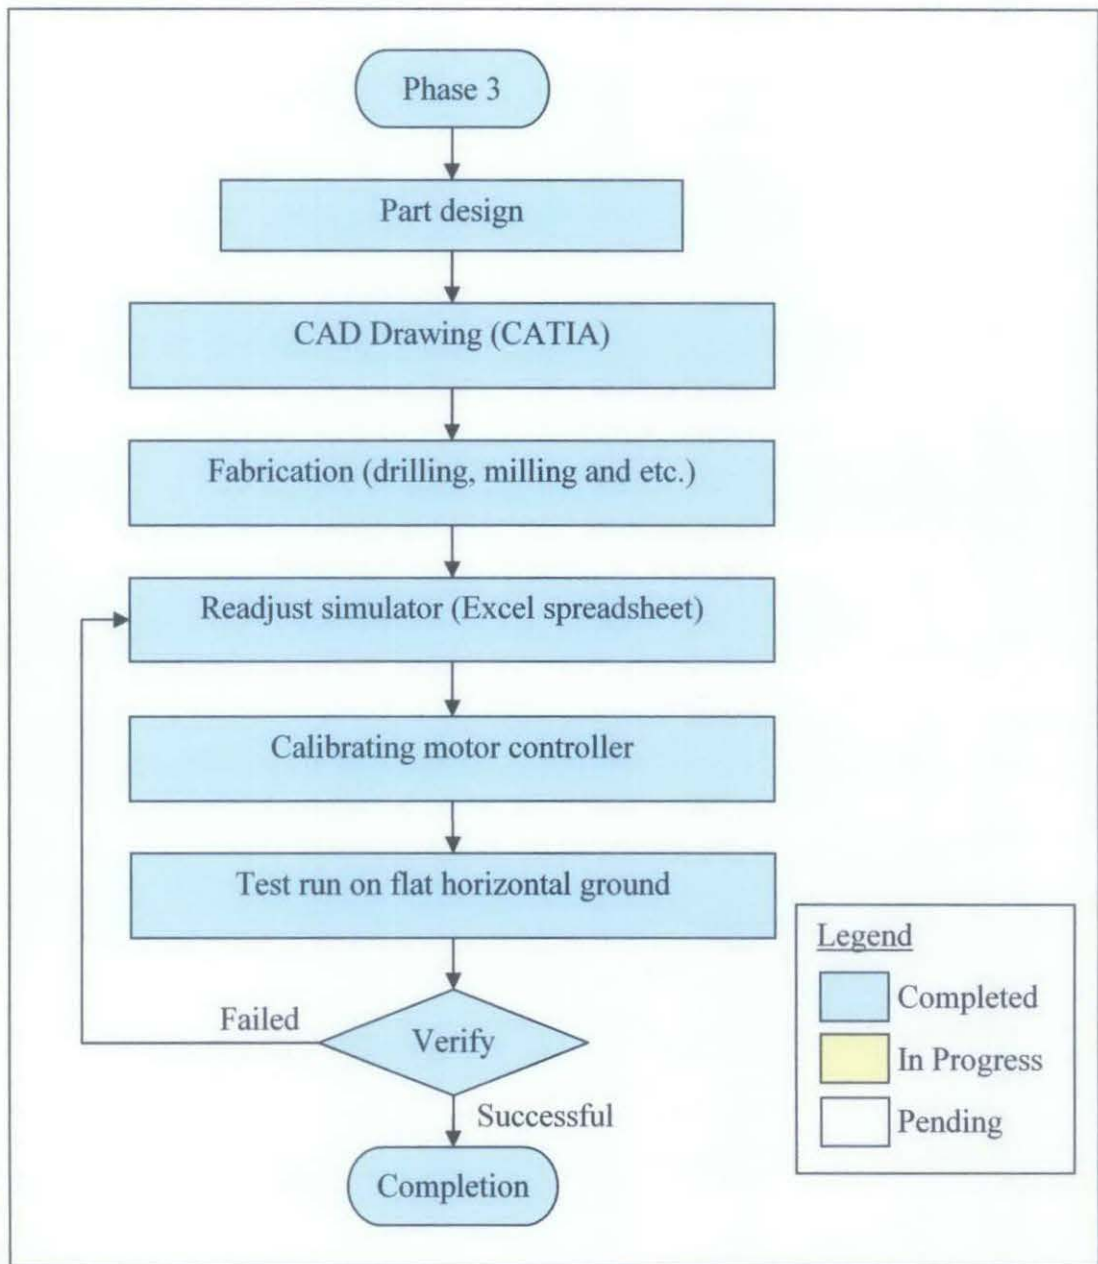 Phase 3
Part design
CAD Drawing (CATIA)
Fabrication (drilling, milling and etc.)
Readjust simulator (Excel spreadsheet)
Calibrating motor controller
Test run on flat horizontal ground
Verify
Failed
Successful
Completion
Legend
Completed
In Progress
Pending